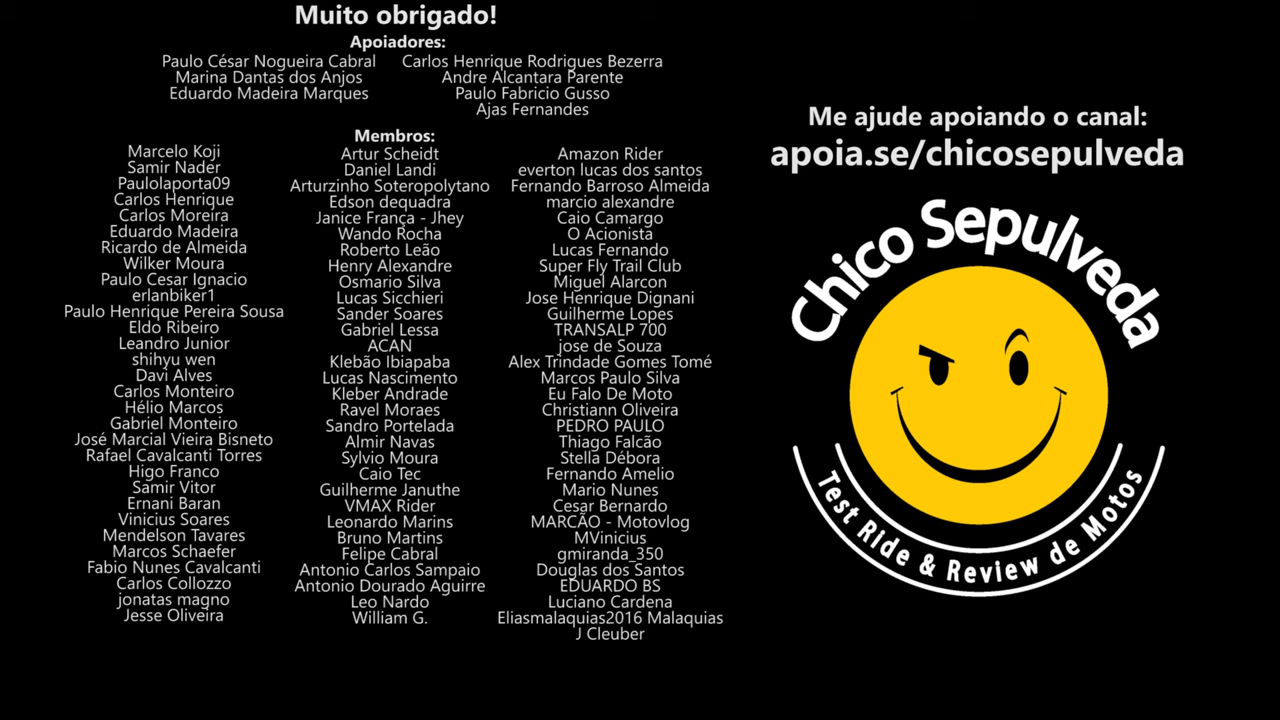 Muito obrigado!
Apoiadores:
Paulo César Nogueira Cabral
Marina Dantas dos Anjos
Eduardo Madeira Marques
Carlos Henrique Rodrigues Bezerra
Andre Alcantara Parente
Paulo Fabricio Gusso
Ajas Fernandes
Membros:
Marcelo Koji
Samir Nader
Paulolaporta09
Carlos Henrique
Carlos Moreira
Eduardo Madeira
Ricardo de Almeida
Wilker Moura
Paulo Cesar Ignacio
erlanbiker1
Paulo Henrique Pereira Sousa
Eldo Ribeiro
Leandro Junior
shihyu wen
Davi Alves
Carlos Monteiro
Hélio Marcos
Gabriel Monteiro
José Marcial Vieira Bisneto
Rafael Cavalcanti Torres
Higo Franco
Samir Vitor
Ernani Baran
Vinicius Soares
Mendelson Tavares
Marcos Schaefer
Fabio Nunes Cavalcanti
Carlos Collozzo
jonatas magno
Jesse Oliveira
Artur Scheidt
Daniel Landi
Arturzinho Soteropolytano
Edson dequadra
Janice França - Jhey
Wando Rocha
Roberto Leão
Henry Alexandre
Osmario Silva
Lucas Sicchieri
Sander Soares
Gabriel Lessa
ACAN
Klebão Ibiapaba
Lucas Nascimento
Kleber Andrade
Ravel Moraes
Sandro Portelada
Almir Navas
Sylvio Moura
Caio Tec
Guilherme Januthe
VMAX Rider
Leonardo Marins
Bruno Martins
Felipe Cabral
Antonio Carlos Sampaio
Antonio Dourado Aguirre
Leo Nardo
William G.
Amazon Rider
everton lucas dos santos
Fernando Barroso Almeida
marcio alexandre
Caio Camargo
O Acionista
Lucas Fernando
Super Fly Trail Club
Miguel Alarcon
Jose Henrique Dignani
Guilherme Lopes
TRANSALP 700
jose de Souza
Alex Trindade Gomes Tomé
Marcos Paulo Silva
Eu Falo De Moto
Christiann Oliveira
PEDRO PAULO
Thiago Falcão
Stella Débora
Fernando Amelio
Mario Nunes
Cesar Bernardo
MARCÃO - Motovlog
MVinicius
gmiranda_350
Douglas dos Santos
EDUARDO BS
Luciano Cardena
Eliasmalaquias2016 Malaquias
J Cleuber
Me ajude apoiando o canal:
apoia.se/chicosepulveda
Chico Sepulveda
Test Ride & Review de Motos